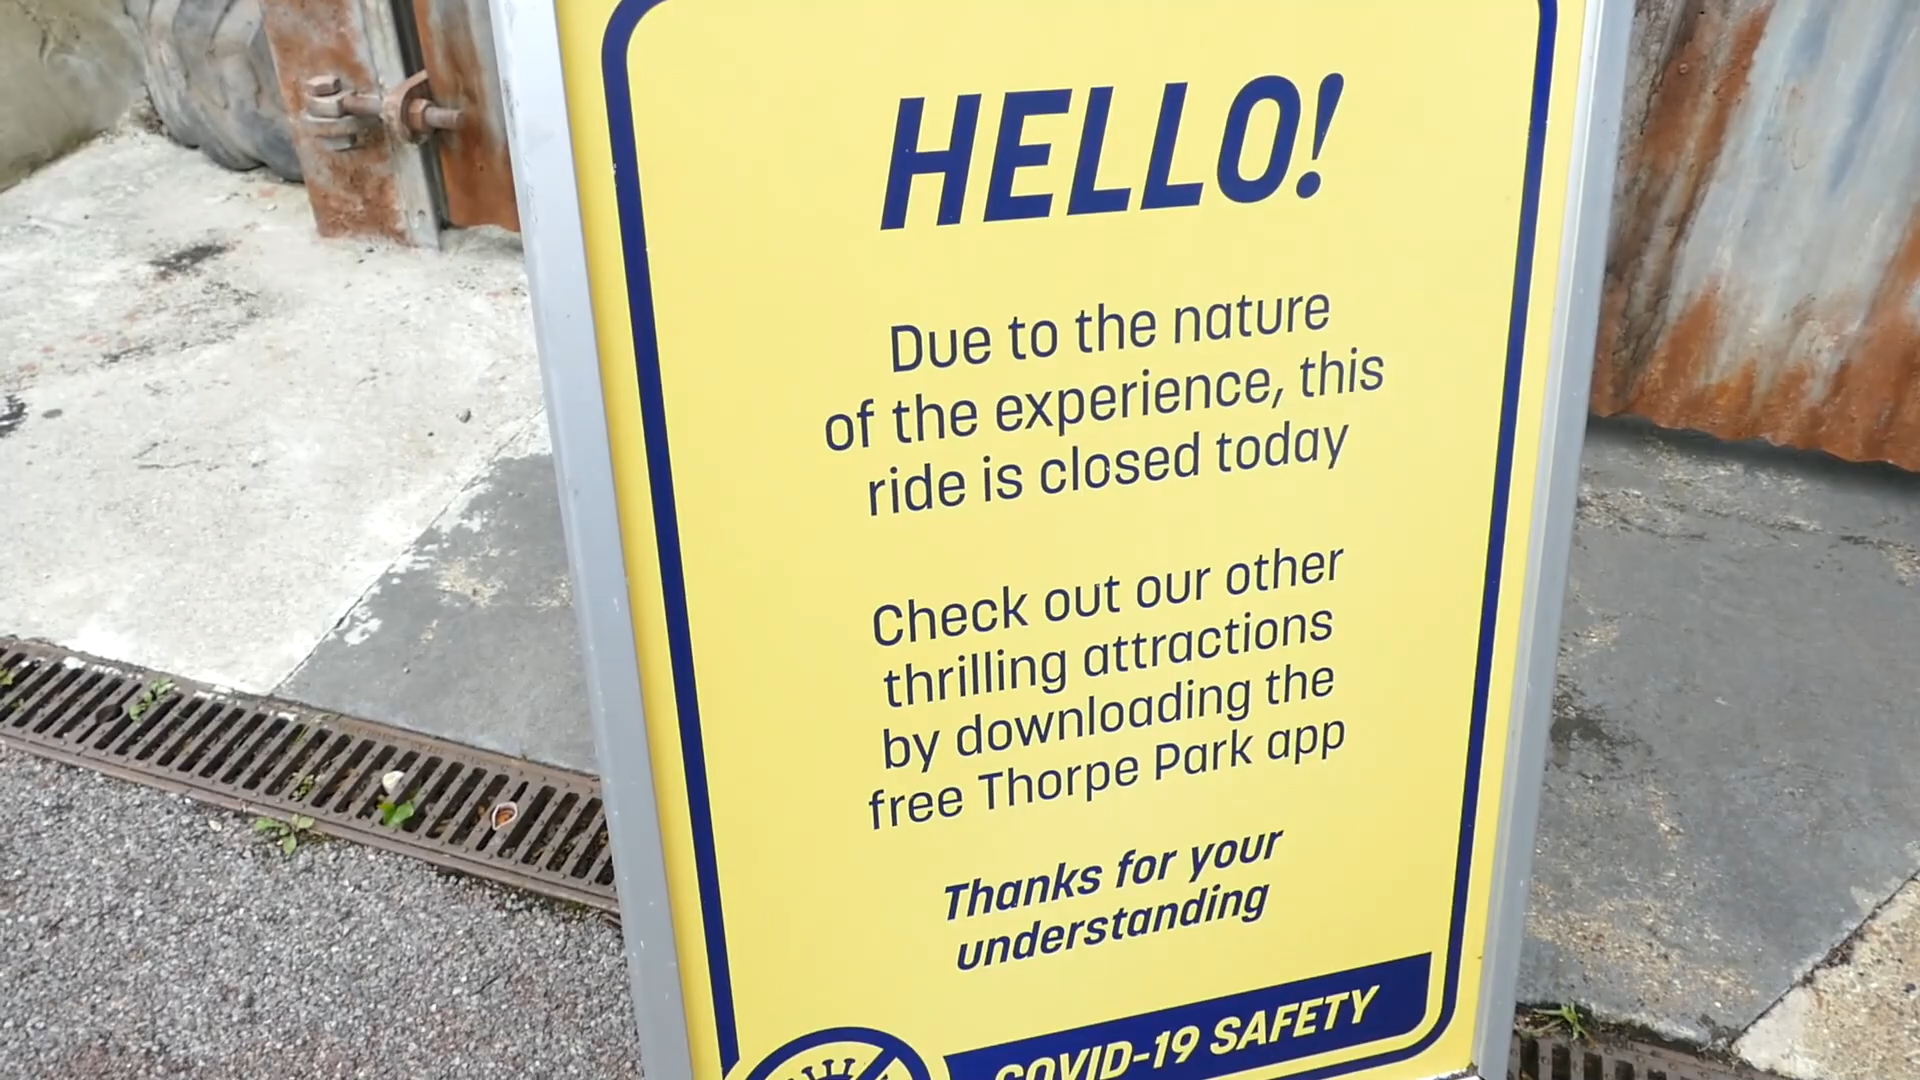 HELLO!
Due to the nature
of the experience, this
ride is closed today
Check out our other
thrilling attractions
by downloading the
free Thorpe Park app
Thanks for your
understanding
COVID-19 SAFETY